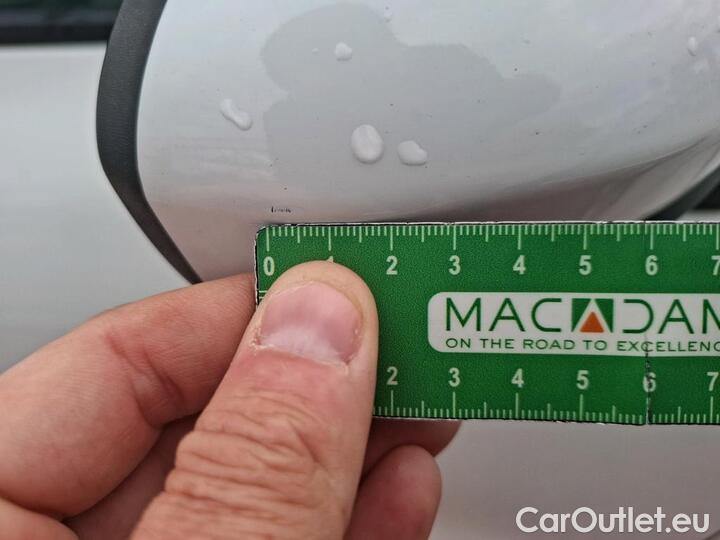 0 1 2 3 4 5 6 7
MACADAM
ON THE ROAD TO EXCELLENC
2 3 4 5 6 7
CarOutlet.eu